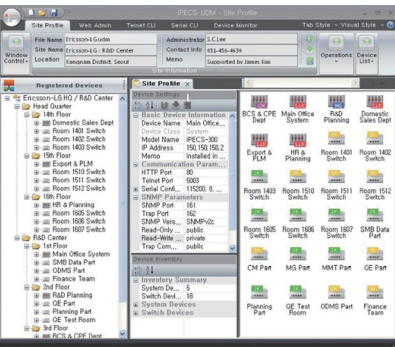 iPECS UDM - Site Profile
Site Profile Web Admin Telnet CLI Serial CLI Device Monitor Tab Style Visual Style
Window Control
File Name Ericsson-LG.udm
Site Name Ericsson-LG / R&D Center
Location Kanaman District, Seoul
Administrator S.C.Lee
Contact Info 031-456-4639
Memo Supported by James Kim
Site Information
Operations
Device List
Registered Devices
Ericsson-LG HQ / R&D Center
Head Quarter
14th Floor
Domestic Sales Dept
Room 1401 Switch
Room 1402 Switch
Room 1403 Switch
15th Floor
Export & PLM
Room 1510 Switch
Room 1511 Switch
Room 1512 Switch
16th Floor
HR & Planning
Room 1605 Switch
Room 1606 Switch
Room 1607 Switch
R&D Center
1st Floor
Main Office System
SMB Data Part
ODMS Part
Finance Team
2nd Floor
R&D Planning
QE Part
Planning Part
QE Test Room
3rd Floor
BCS & CPE Dept
Site Profile
Device Settings
Basic Device Information
Device Name Main Office...
Device Class System
Model Name iPECS-300
IP Address 150,150,150,2
Memo Installed in ...
Communication Param...
HTTP Port 80
Telnet Port 5003
Serial Confi... 115200, 8, ...
SNMP Parameters
SNMP Port 161
Trap Port 162
SNMP Vers... SNMPv2c
Read-Only ... public
Read-Write ... private
Trap Com... public
Device Inventory
Inventory Summary
System De... 6
Switch Devi... 18
System Devices
Switch Devices
BCS & CPE Dept
Main Office System
R&D Planning
Domestic Sales Dept
Export & PLM
HR & Planning
Room 1401 Switch
Room 1402 Switch
Room 1403 Switch
Room 1510 Switch
Room 1511 Switch
Room 1512 Switch
Room 1605 Switch
Room 1606 Switch
Room 1607 Switch
SMB Data Part
CM Part
MG Part
MMT Part
QE Part
Planning Part
QE Test Room
ODMS Part
Finance Team